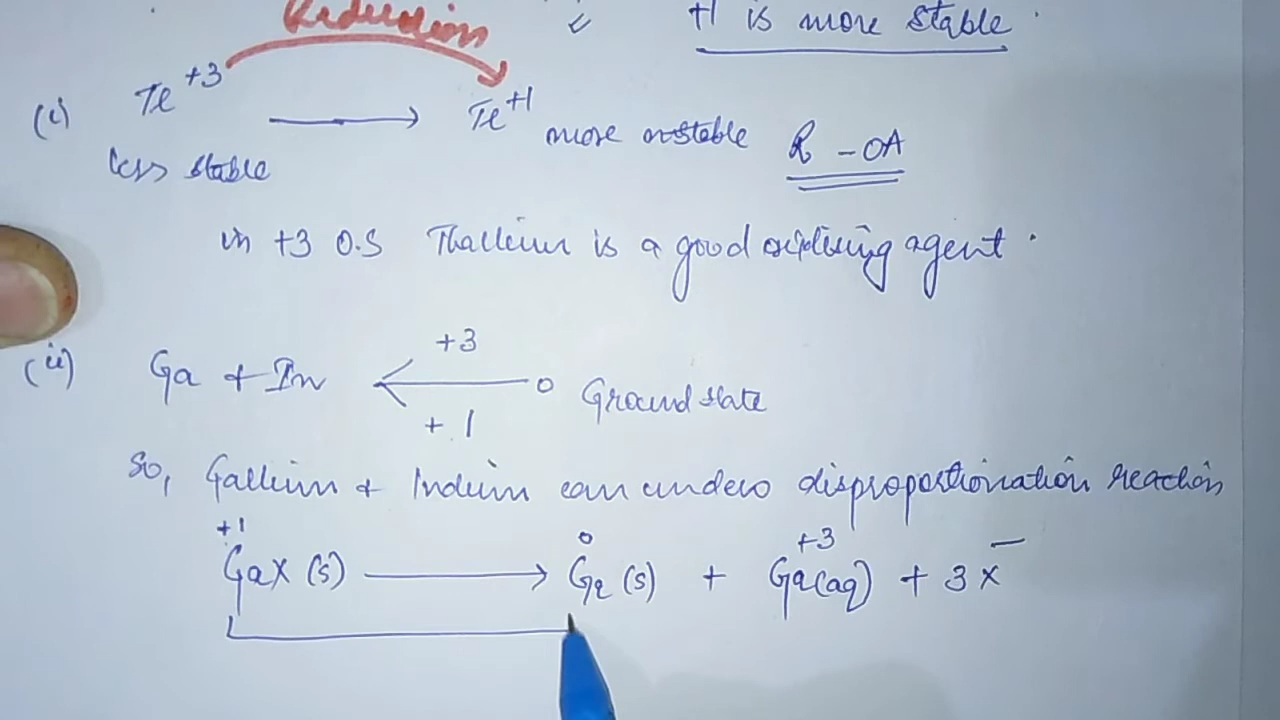 Reduction +1 is more stable.
(i) Tl +3 ⟶ Tl +1 more stable R - OA
less stable
in +3 O.S Thallium is a good oxidising agent.
+3
(ii) Ga & In 0 Ground state
+1
So, Gallium & Indium can undero disproportionation reaction
+1 0 +3
GaX (s) ⟶ Ga (s) + Ga(aq) + 3 X⁻